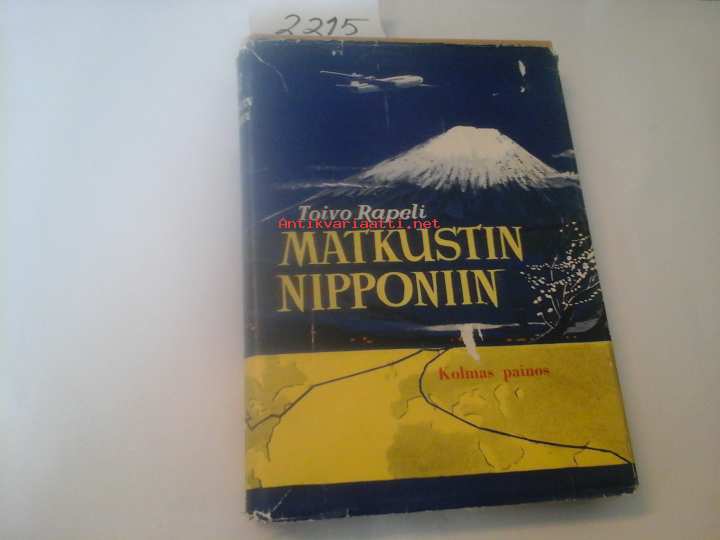 2215
Toivo Rapeli
Antikvariaatti.net
MATKUSTIN
NIPPONIIN
Kolmas painos